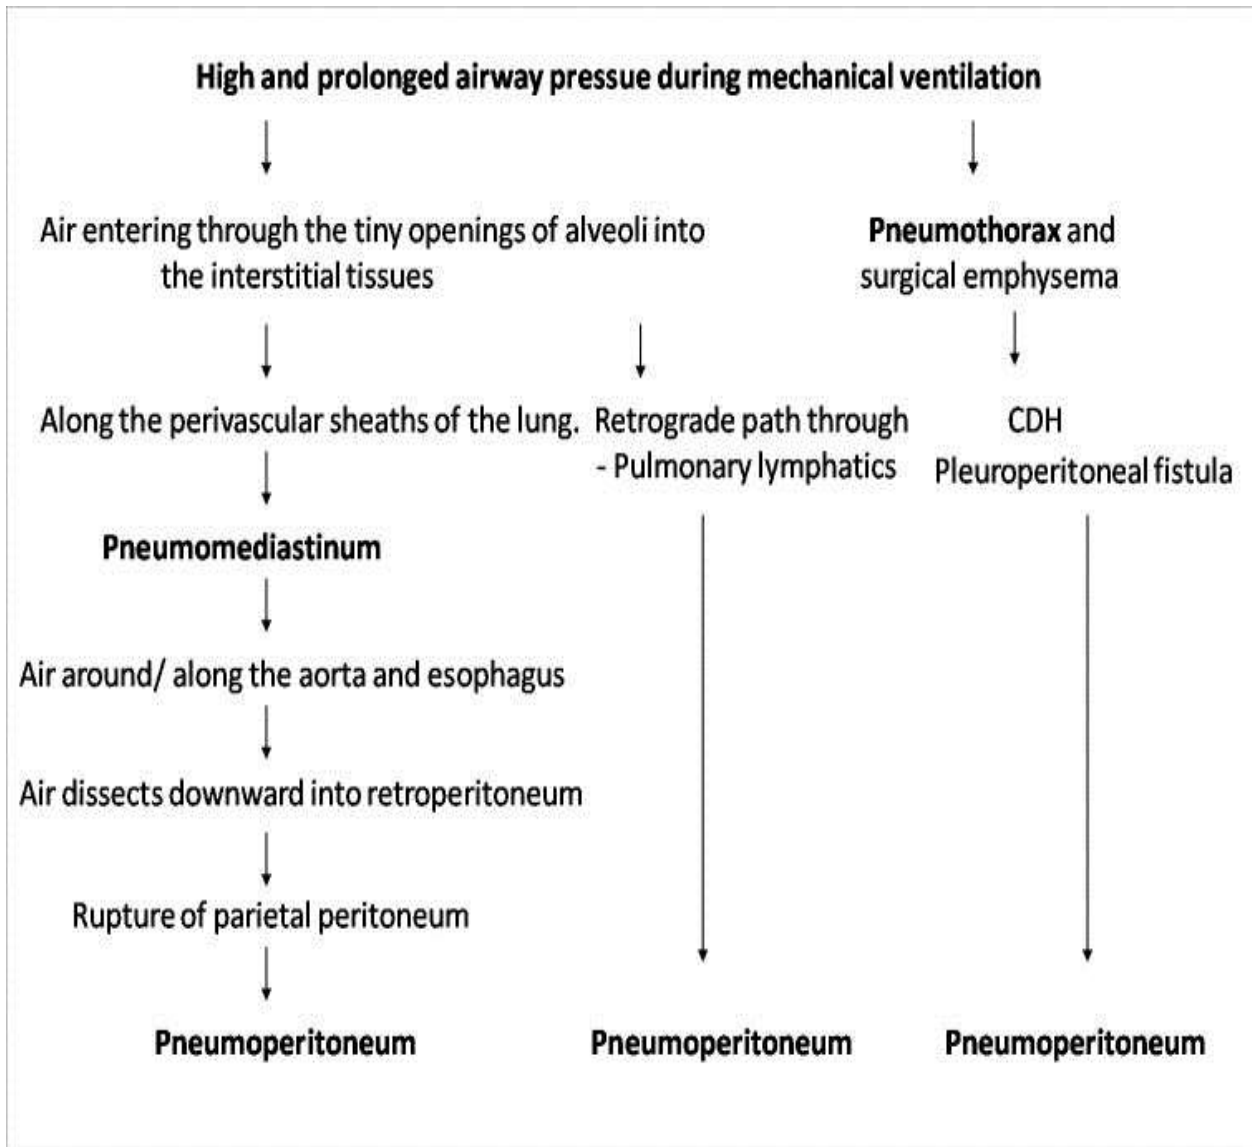 High and prolonged airway pressue during mechanical ventilation
Air entering through the tiny openings of alveoli into
the interstitial tissues
Pneumothorax and
surgical emphysema
Along the perivascular sheaths of the lung.
Retrograde path through
- Pulmonary lymphatics
CDH
Pleuroperitoneal fistula
Pneumomediastinum
Air around/ along the aorta and esophagus
Air dissects downward into retroperitoneum
Rupture of parietal peritoneum
Pneumoperitoneum
Pneumoperitoneum
Pneumoperitoneum